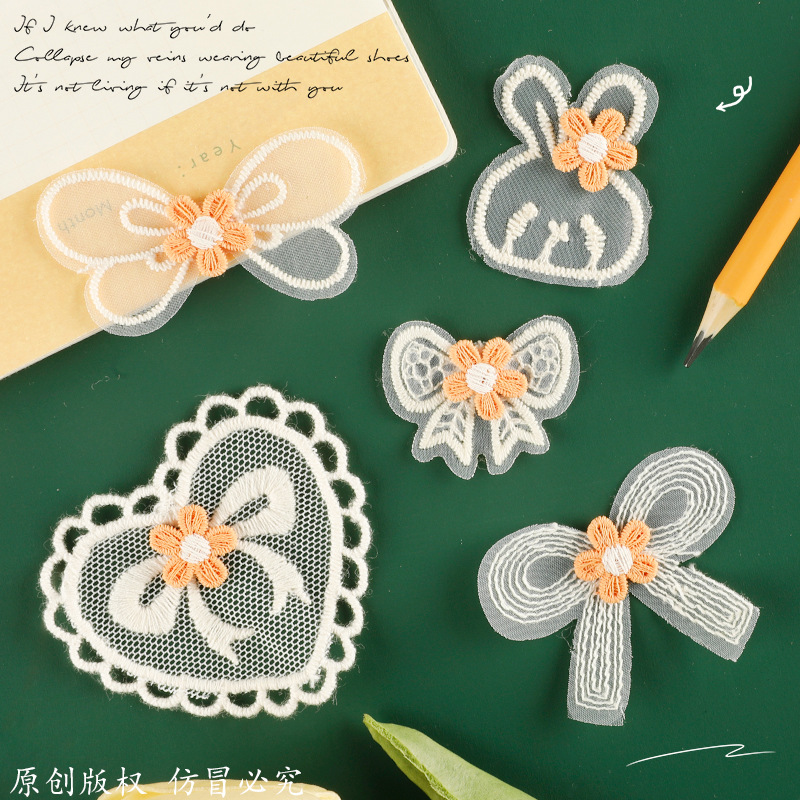 If I knew what you'd do
Collapse my veins wearing beautiful shoes
It's not living if it's not with you
Year:
Month
原创版权 仿冒必究